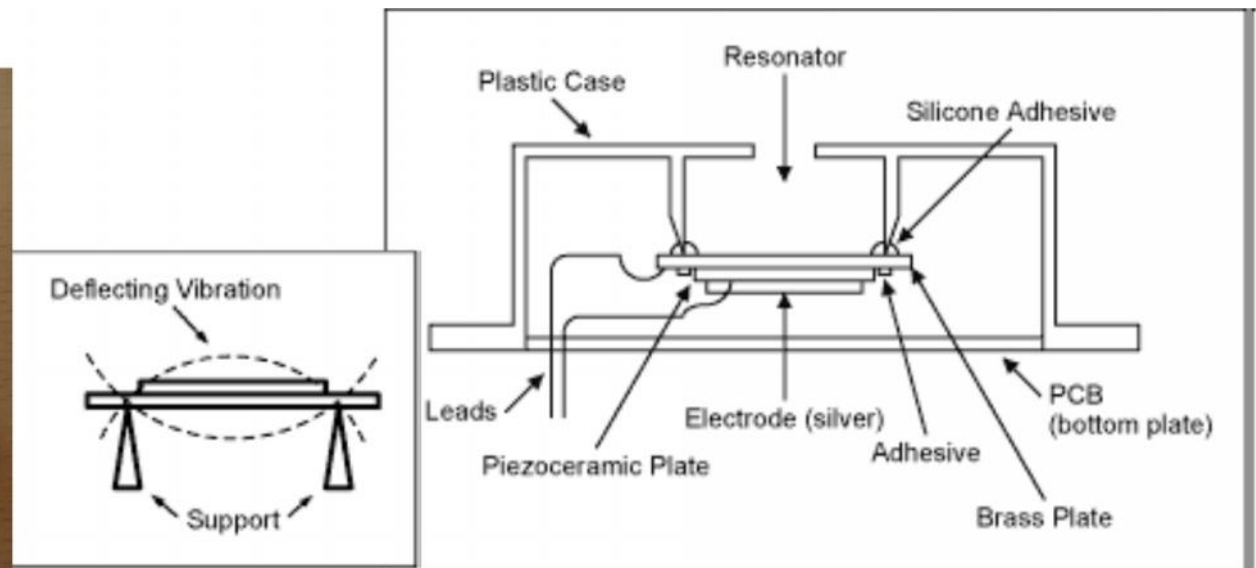 Resonator
Plastic Case
Silicone Adhesive
Deflecting Vibration
Leads
Electrode (silver)
PCB
(bottom plate)
Adhesive
Piezoceramic Plate
Support
Brass Plate